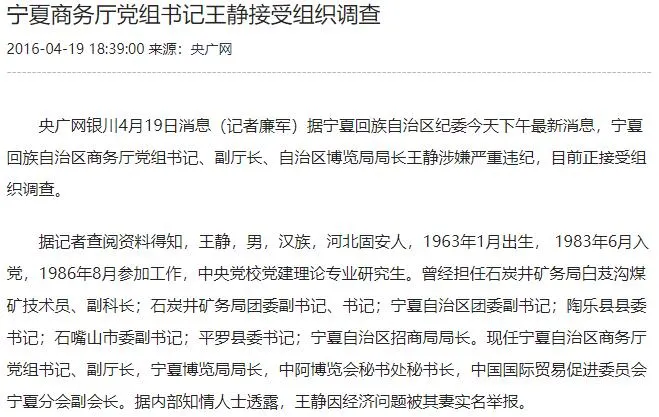 宁夏商务厅党组书记王静接受组织调查
2016-04-19 18:39:00 来源：央广网
央广网银川4月19日消息（记者廉军）据宁夏回族自治区纪委今天下午最新消息，宁夏
回族自治区商务厅党组书记、副厅长、自治区博览局局长王静涉嫌严重违纪，目前正接受组
织调查。
据记者查阅资料得知，王静，男，汉族，河北固安人，1963年1月出生， 1983年6月入
党，1986年8月参加工作，中央党校党建理论专业研究生。曾经担任石炭井矿务局白芨沟煤
矿技术员、副科长；石炭井矿务局团委副书记、书记；宁夏自治区团委副书记；陶乐县县委
书记；石嘴山市委副书记；平罗县委书记；宁夏自治区招商局局长。现任宁夏自治区商务厅
党组书记、副厅长，宁夏博览局局长，中阿博览会秘书处秘书长，中国国际贸易促进委员会
宁夏分会副会长。据内部知情人士透露，王静因经济问题被其妻实名举报。